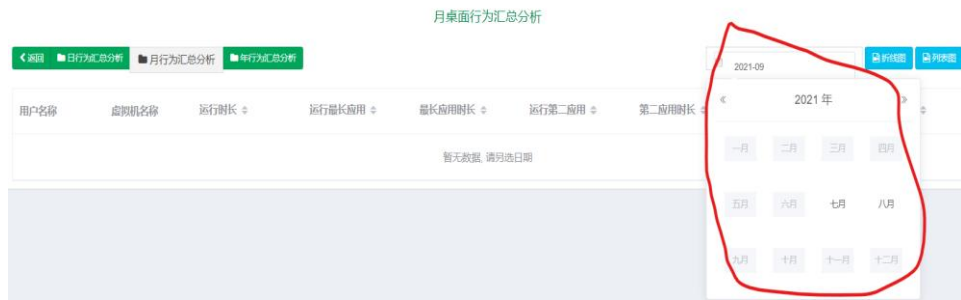 月桌面行为汇总分析
返回 日行为汇总分析 月行为汇总分析 年行为汇总分析 2021-09 折线图 列表图
用户名称 虚拟机名称 运行时长 运行最长应用 最长应用时长 运行第二应用 第二应用时长
暂无数据, 请另选日期
« 2021 年 »
一月 二月 三月 四月
五月 六月 七月 八月
九月 十月 十一月 十二月